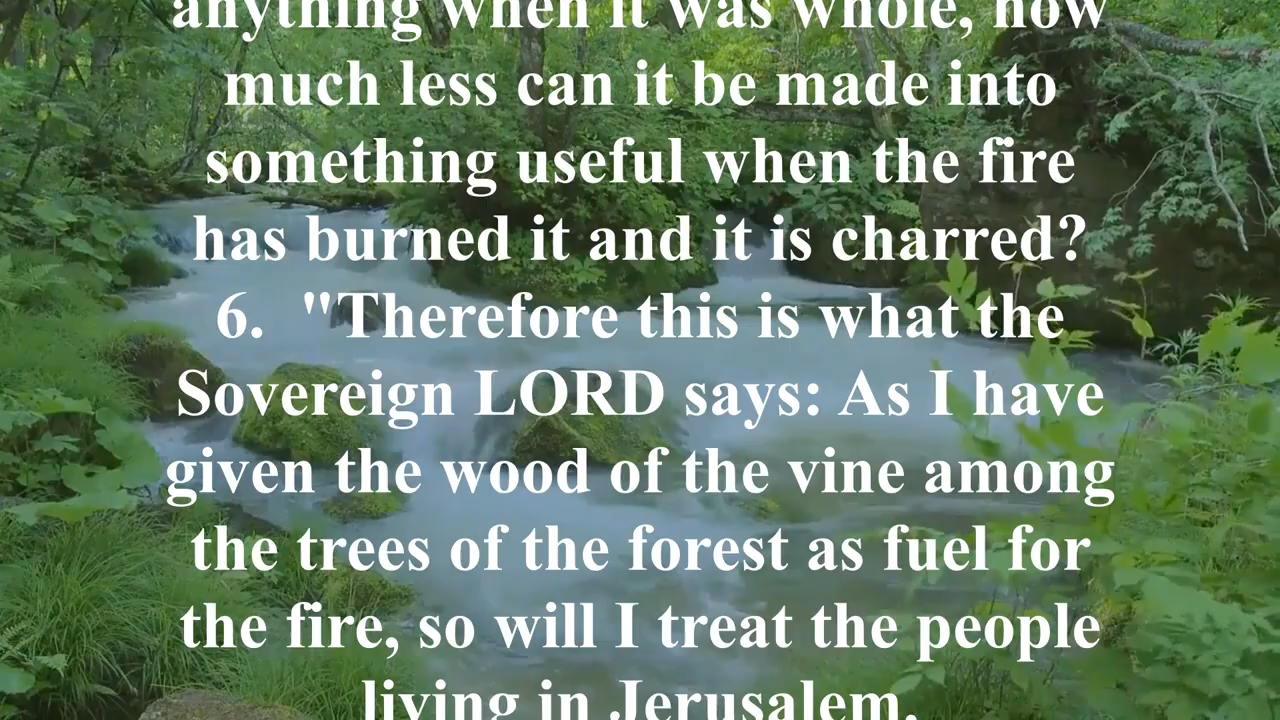 anything when it was whole, how
much less can it be made into
something useful when the fire
has burned it and it is charred?
6.  "Therefore this is what the
Sovereign LORD says: As I have
given the wood of the vine among
the trees of the forest as fuel for
the fire, so will I treat the people
living in Jerusalem.